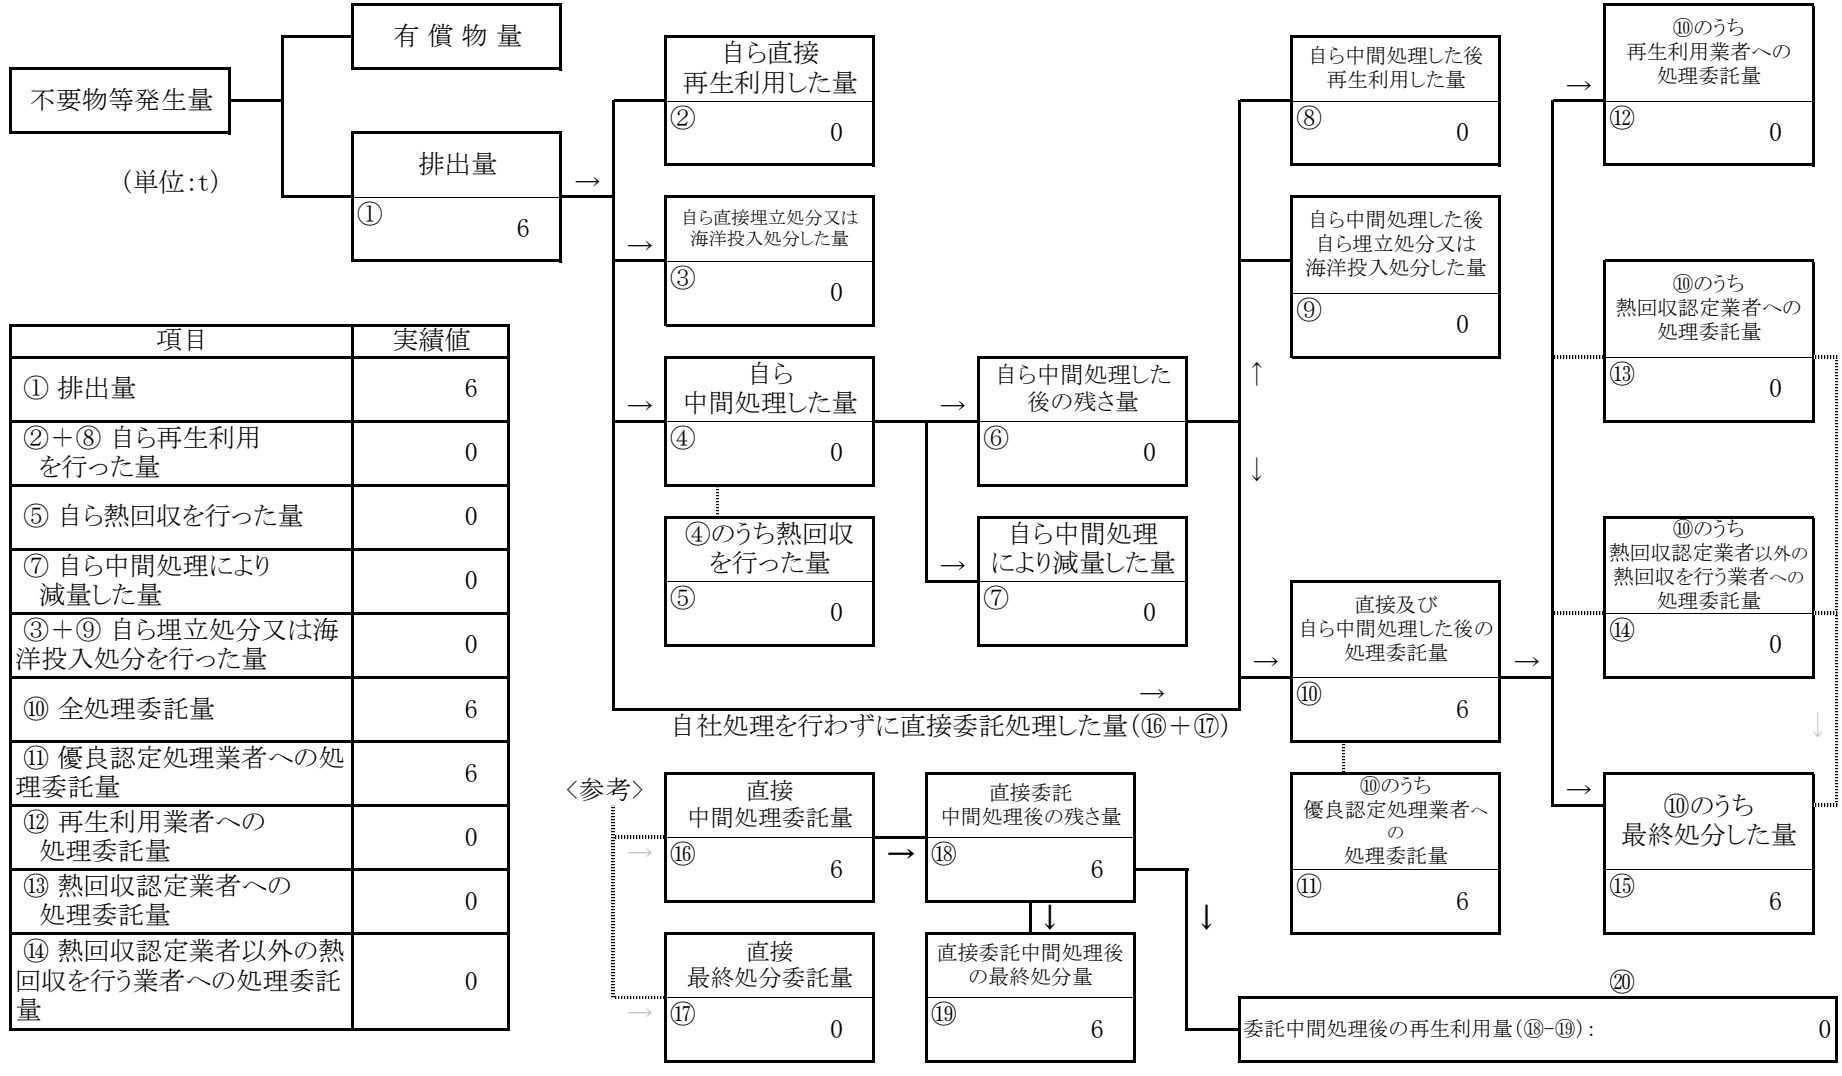 有償物量
不要物等発生量
(単位:t)
排出量
①
6
→
自ら直接
再生利用した量
②
0
→
自ら直接埋立処分又は
海洋投入処分した量
③
0
→
自ら
中間処理した量
④
0
④のうち熱回収
を行った量
⑤
0
→
自ら中間処理した
後の残さ量
⑥
0
→
自ら中間処理
により減量した量
⑦
0
自ら中間処理した後
再生利用した量
⑧
0
自ら中間処理した後
自ら埋立処分又は
海洋投入処分した量
⑨
0
↑
↓
→
自社処理を行わずに直接委託処理した量(⑯+⑰)
→
直接及び
自ら中間処理した後の
処理委託量
⑩
6
→
⑩のうち
優良認定処理業者へ
の
処理委託量
⑪
6
→
⑩のうち
再生利用業者への
処理委託量
⑫
0
⑩のうち
熱回収認定業者への
処理委託量
⑬
0
⑩のうち
熱回収認定業者以外の
熱回収を行う業者への
処理委託量
⑭
0
↓
→
⑩のうち
最終処分した量
⑮
6
項目
実績値
① 排出量
6
②+⑧ 自ら再生利用
を行った量
0
⑤ 自ら熱回収を行った量
0
⑦ 自ら中間処理により
減量した量
0
③+⑨ 自ら埋立処分又は海
洋投入処分を行った量
0
⑩ 全処理委託量
6
⑪ 優良認定処理業者への処
理委託量
6
⑫ 再生利用業者への
処理委託量
0
⑬ 熱回収認定業者への
処理委託量
0
⑭ 熱回収認定業者以外の熱
回収を行う業者への処理委託
量
0
<参考>
→
直接
中間処理委託量
⑯
6
→
直接委託
中間処理後の残さ量
⑱
6
→
直接
最終処分委託量
⑰
0
↓
直接委託中間処理後
の最終処分量
⑲
6
↓
⑳
委託中間処理後の再生利用量(⑱-⑲):
0